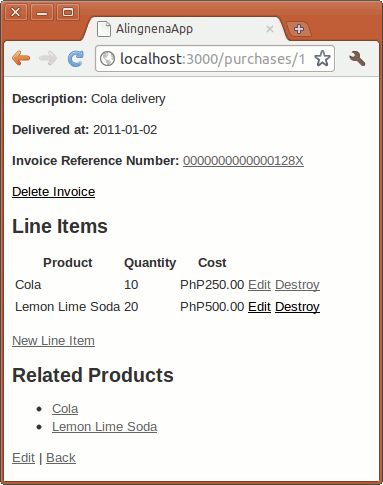 AlingnenaApp
localhost:3000/purchases/1
Description: Cola delivery
Delivered at: 2011-01-02
Invoice Reference Number: 0000000000000128X
Delete Invoice
Line Items
Product Quantity Cost
Cola 10 PhP250.00 Edit Destroy
Lemon Lime Soda 20 PhP500.00 Edit Destroy
New Line Item
Related Products
• Cola
• Lemon Lime Soda
Edit | Back